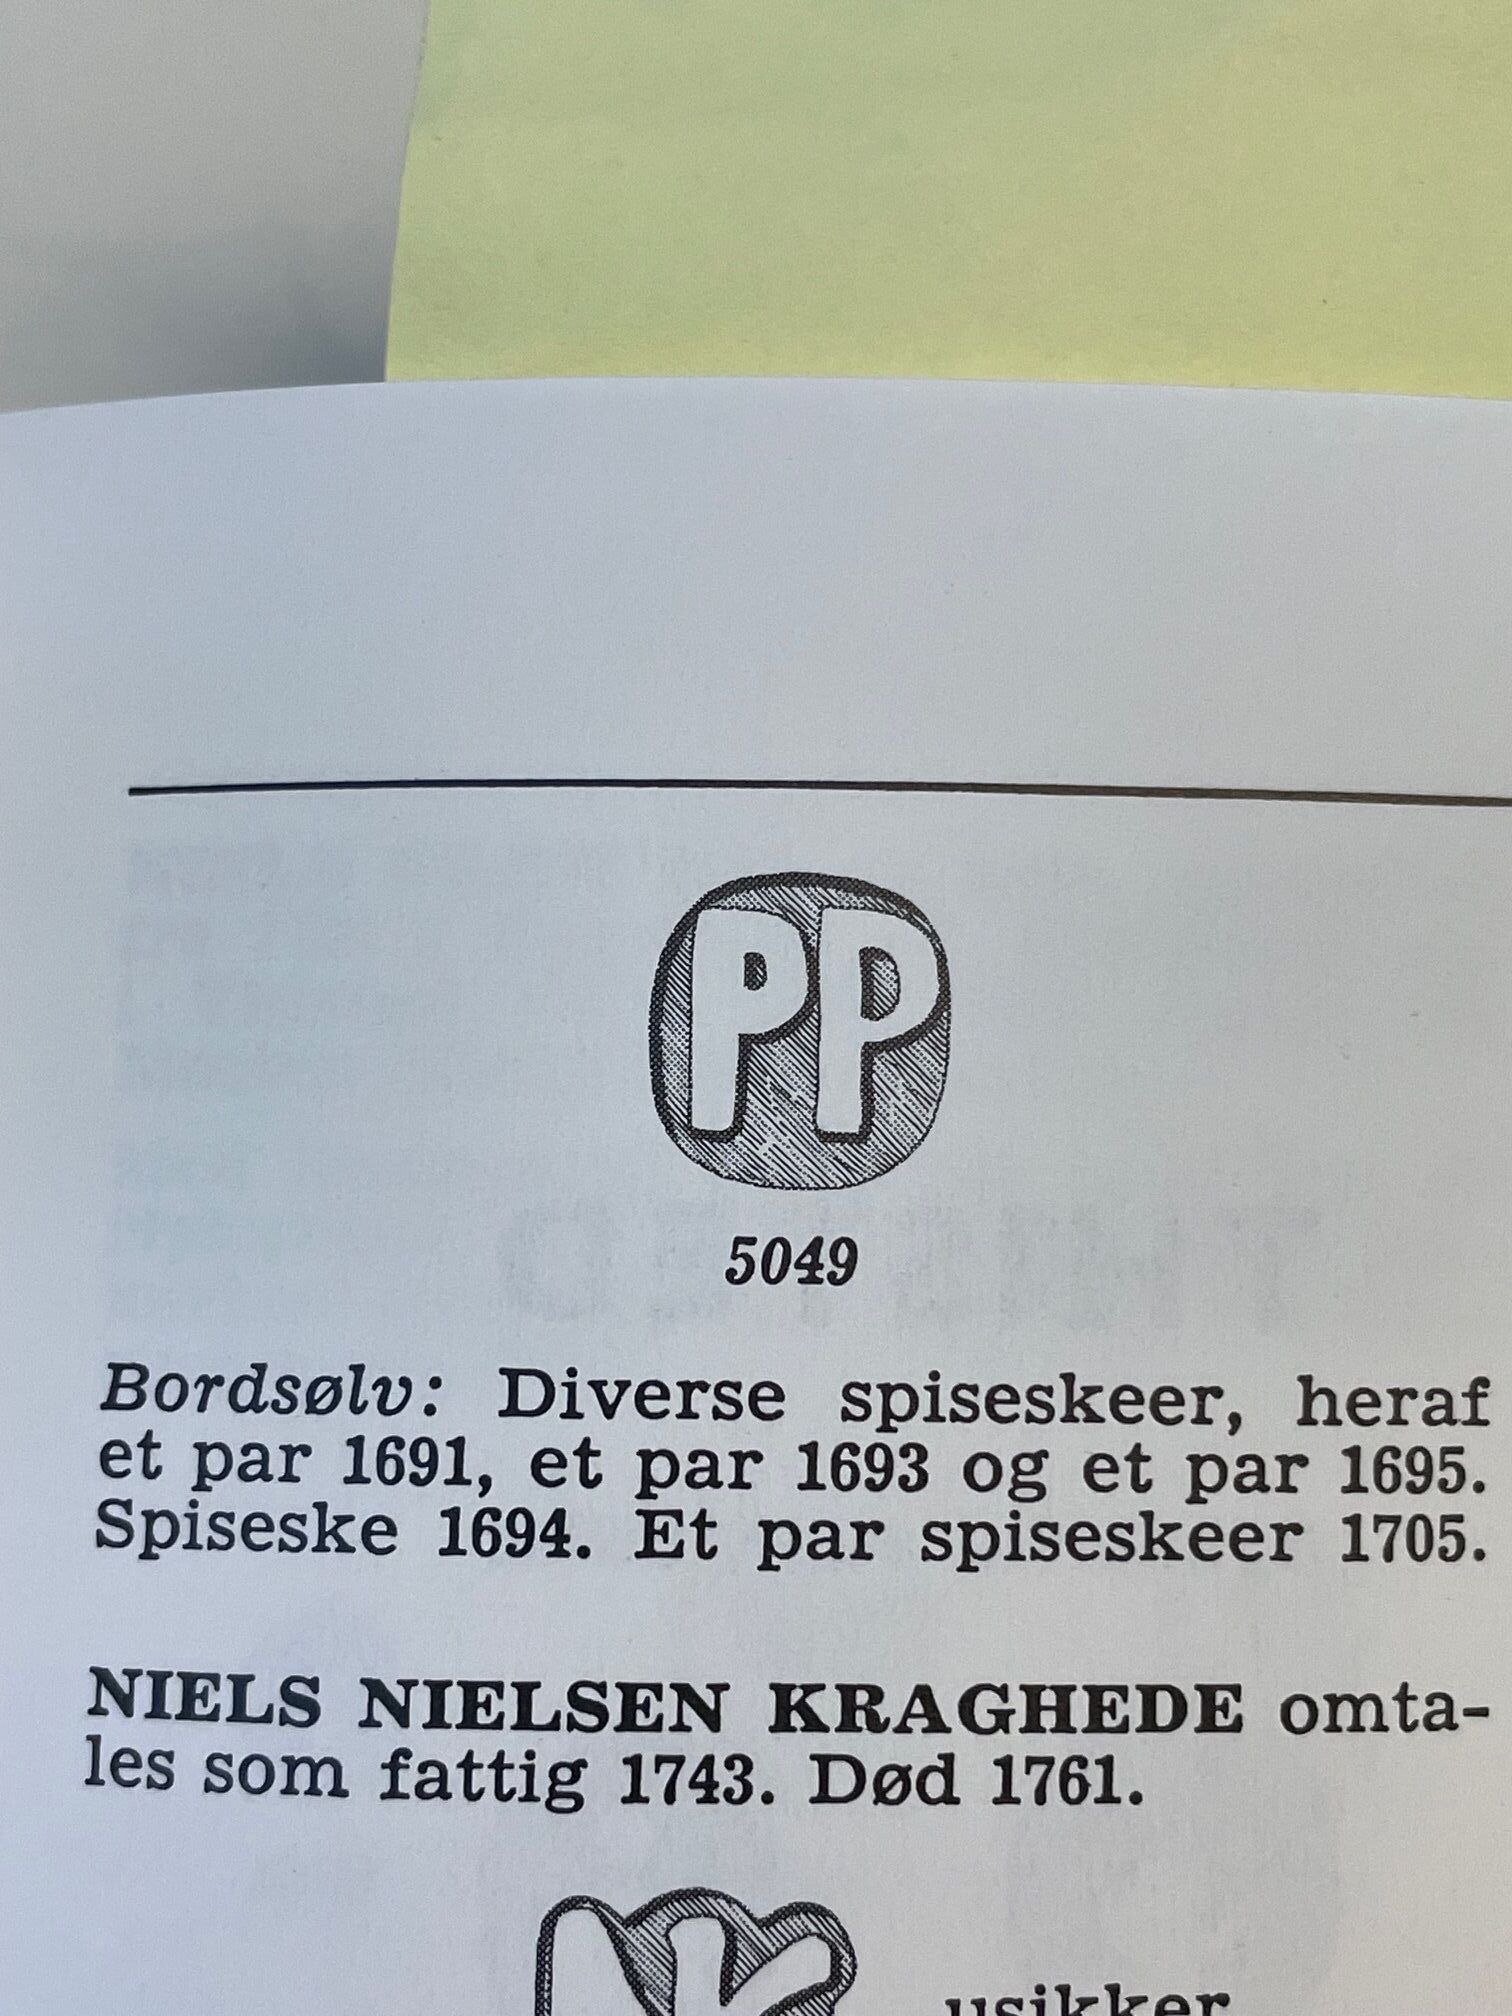 PP
5049
Bordsølv: Diverse spiseskeer, heraf
et par 1691, et par 1693 og et par 1695.
Spiseske 1694. Et par spiseskeer 1705.
NIELS NIELSEN KRAGHEDE omta-
les som fattig 1743. Død 1761.
usikker